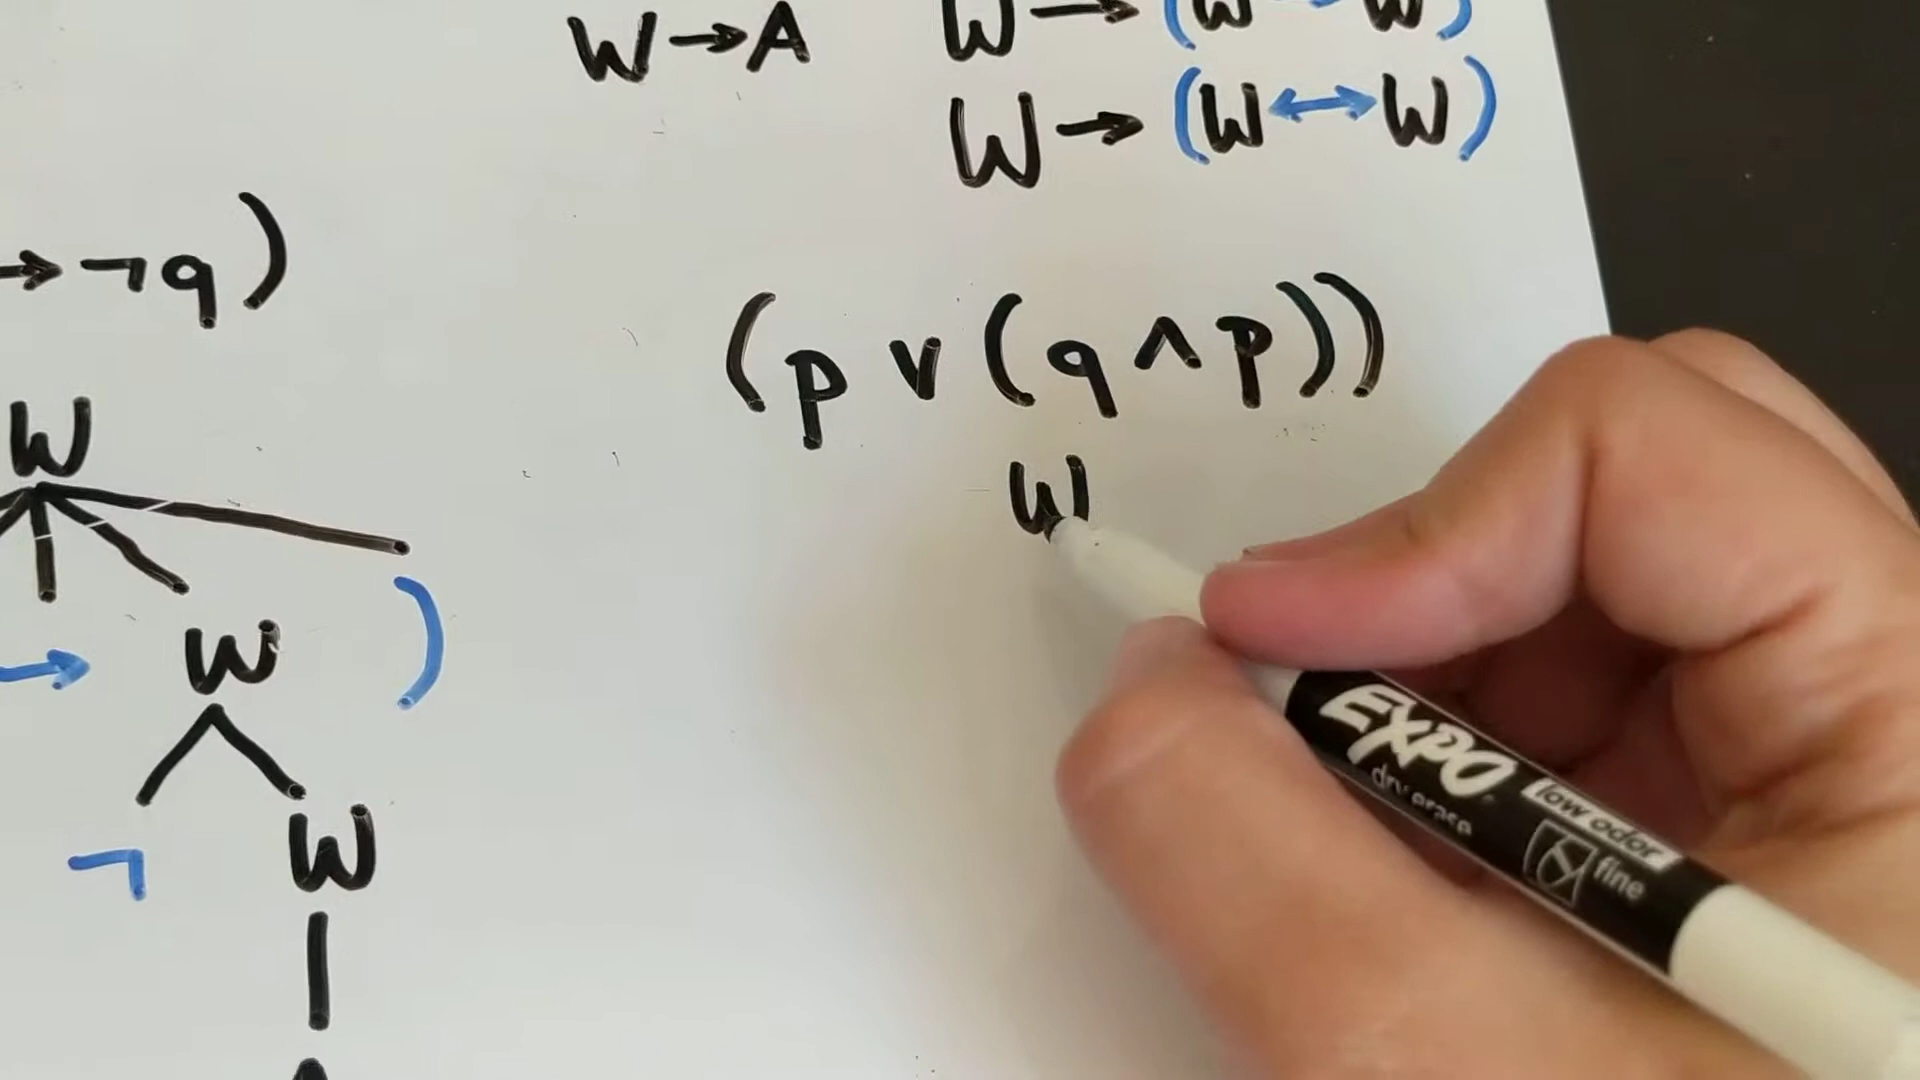 W→A
W→(W→W)
W→(W↔W)
→¬q)
(p∨(q∧p))
W
W
→ W )
¬ W
EXPO
dry erase
low odor
fine